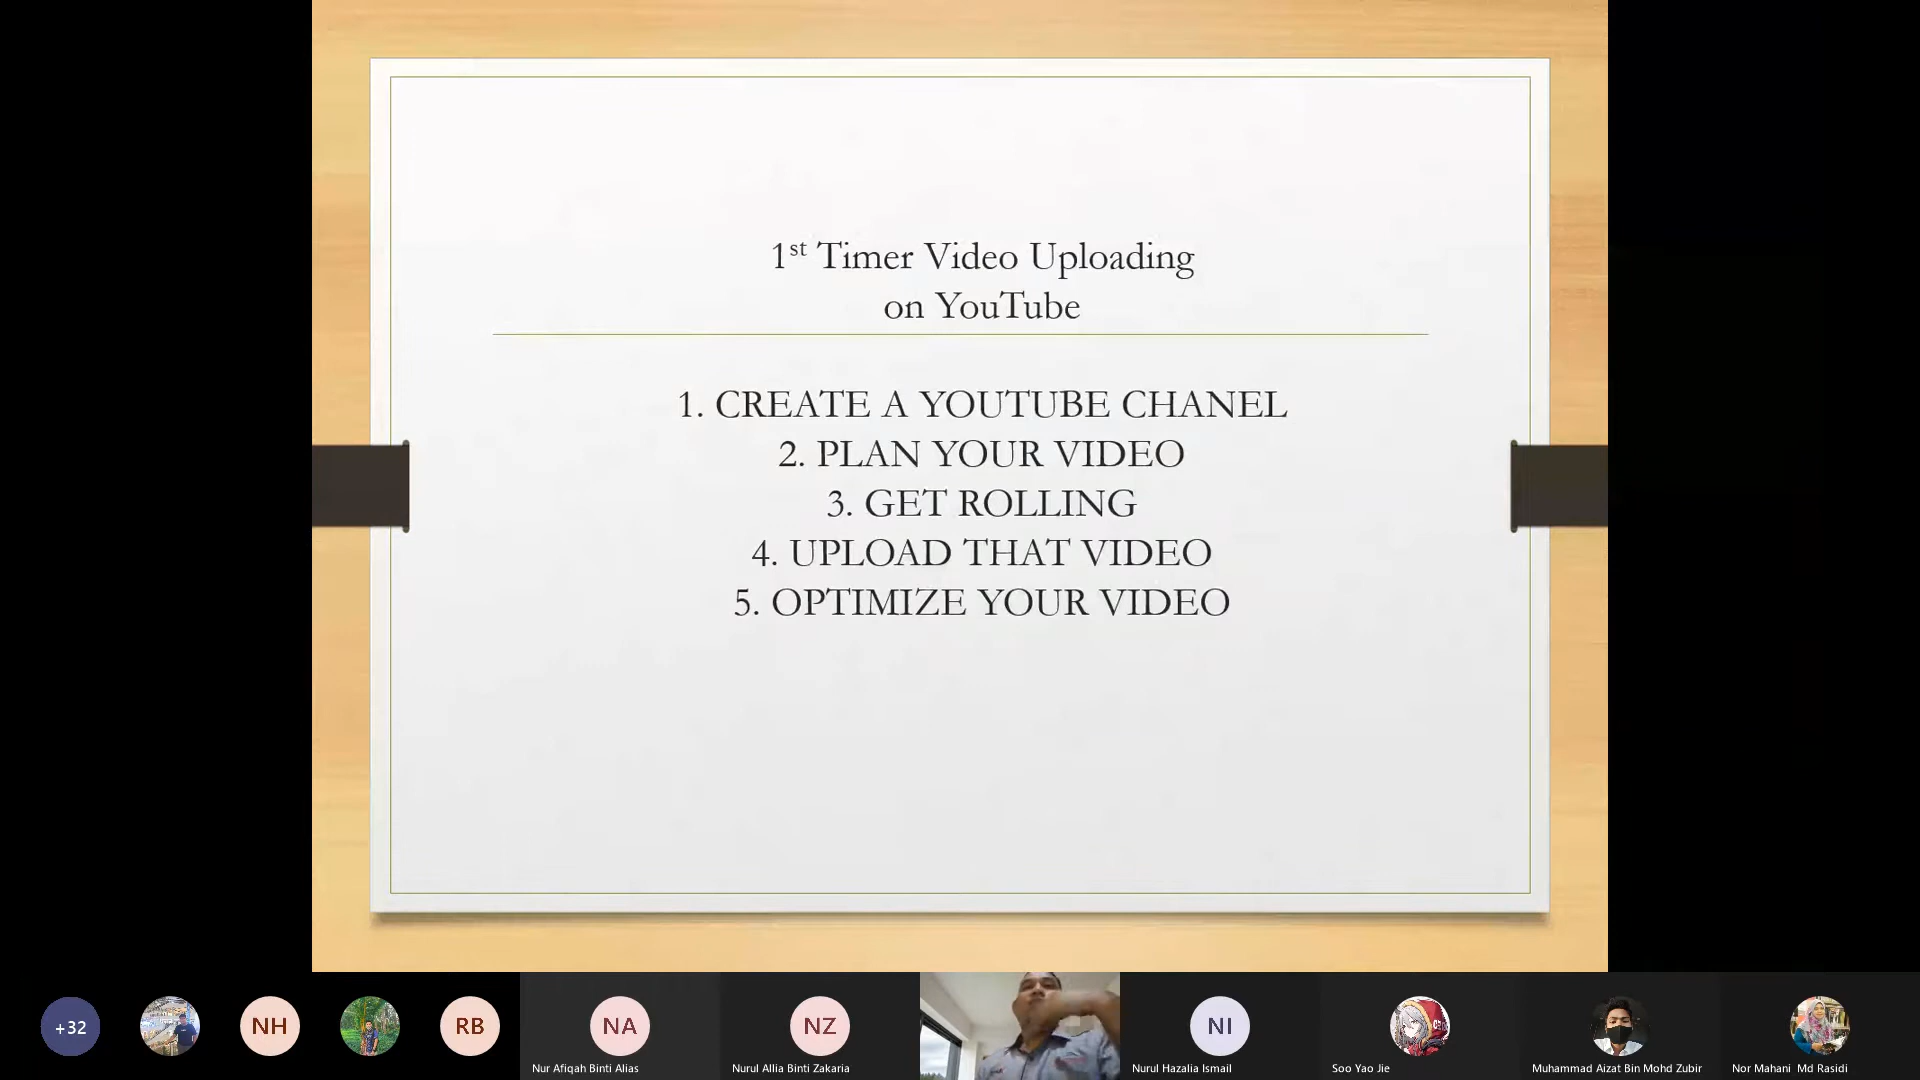 1st Timer Video Uploading
on YouTube
1. CREATE A YOUTUBE CHANEL
2. PLAN YOUR VIDEO
3. GET ROLLING
4. UPLOAD THAT VIDEO
5. OPTIMIZE YOUR VIDEO
+32
NH
RB
NA
NZ
NI
Nur Afiqah Binti Alias
Nurul Allia Binti Zakaria
Nurul Hazalia Ismail
Soo Yao Jie
Muhammad Aizat Bin Mohd Zubir
Nor Mahani Md Rasidi